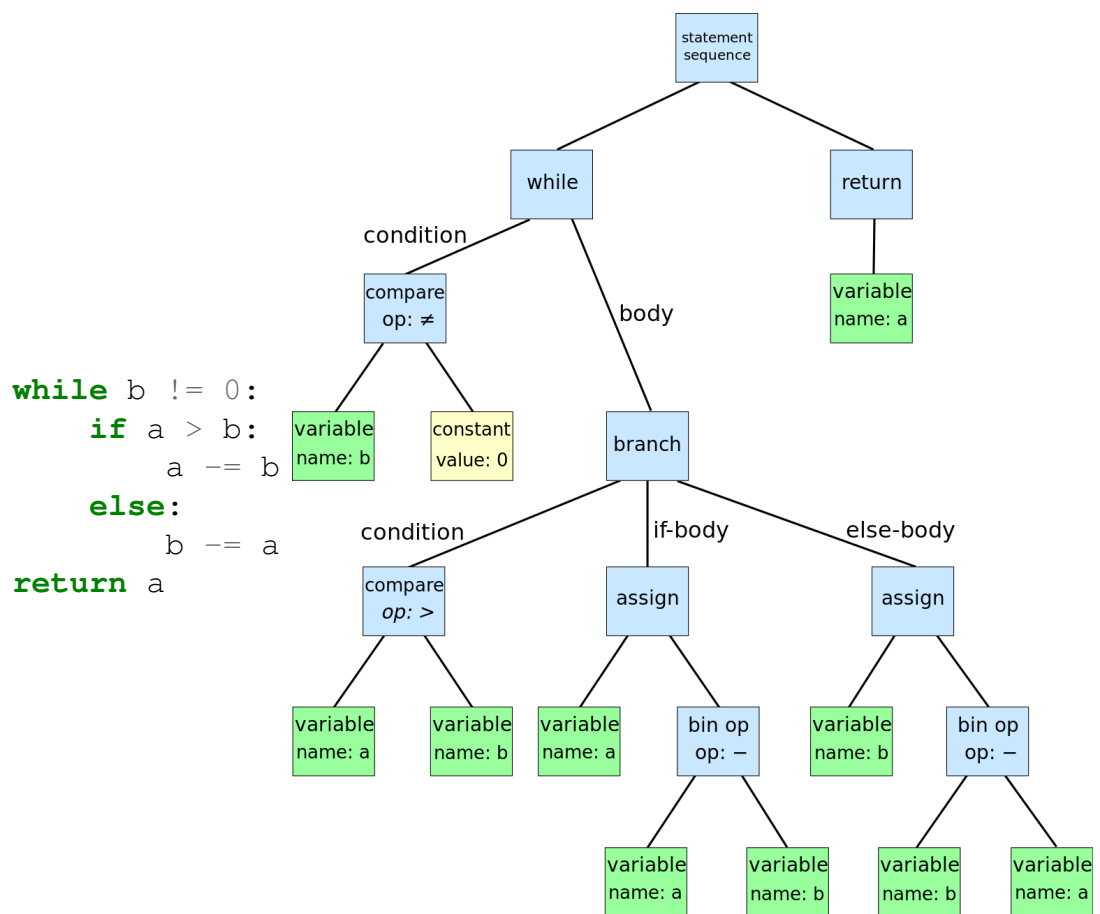 statement
sequence
while
return
condition
compare
op: ≠
body
variable
name: a
while b != 0:
    if a > b:
        a -= b
    else:
        b -= a
return a
variable
name: b
constant
value: 0
branch
condition
if-body
else-body
compare
op: >
assign
assign
variable
name: a
variable
name: b
variable
name: a
bin op
op: −
variable
name: b
bin op
op: −
variable
name: a
variable
name: b
variable
name: b
variable
name: a